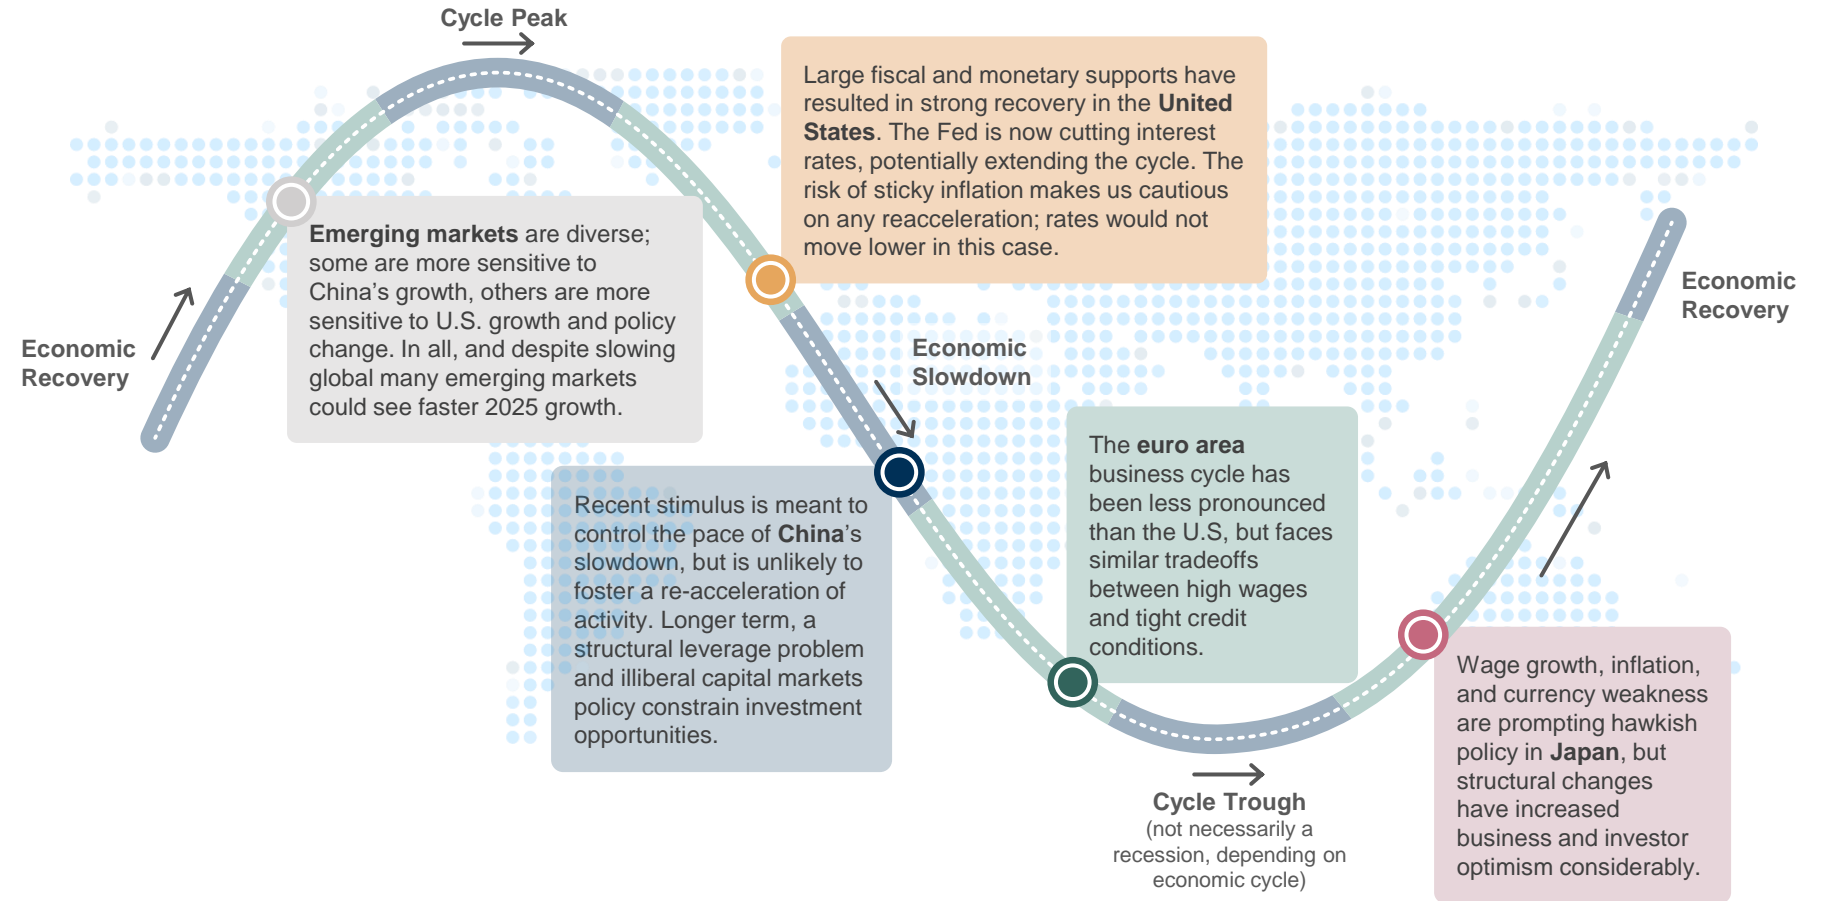 Cycle Peak
Large fiscal and monetary supports have
resulted in strong recovery in the United
States. The Fed is now cutting interest
rates, potentially extending the cycle. The
risk of sticky inflation makes us cautious
on any reacceleration; rates would not
move lower in this case.
Emerging markets are diverse;
some are more sensitive to
China's growth, others are more
sensitive to U.S. growth and policy
change. In all, and despite slowing
global many emerging markets
could see faster 2025 growth.
Economic
Recovery
Economic
Slowdown
Economic
Recovery
Recent stimulus is meant to
control the pace of China's
slowdown, but is unlikely to
foster a re-acceleration of
activity. Longer term, a
structural leverage problem
and illiberal capital markets
policy constrain investment
opportunities.
The euro area
business cycle has
been less pronounced
than the U.S, but faces
similar tradeoffs
between high wages
and tight credit
conditions.
Cycle Trough
(not necessarily a
recession, depending on
economic cycle)
Wage growth, inflation,
and currency weakness
are prompting hawkish
policy in Japan, but
structural changes
have increased
business and investor
optimism considerably.